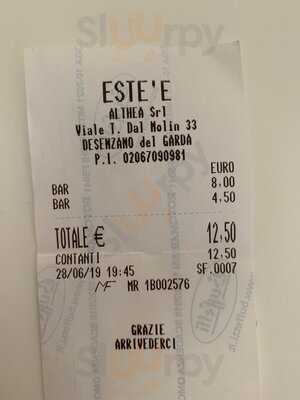 Sluurpy
ESTE'E
ALTHEA Srl
Viale T. Dal Molin 33
DESENZANO del GARDA
P.I. 02067090981
EURO
BAR 8,00
BAR 4,50
TOTALE € 12,50
CONTANTI 12,50
28/06/19 19:45 SF.0007
MF MR 1B002576
GRAZIE
ARRIVEDERCI